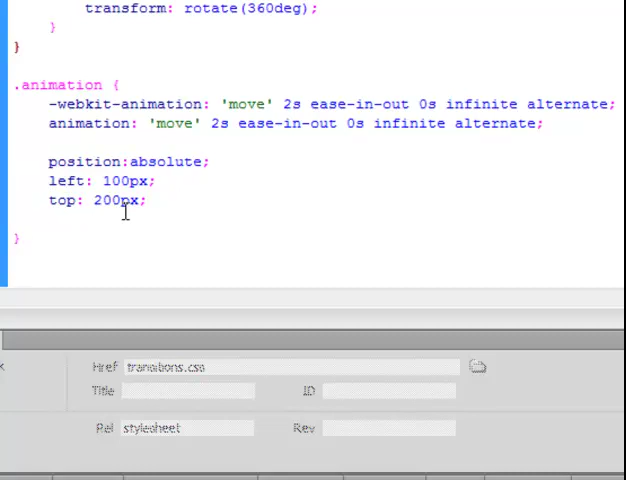 transform: rotate(360deg);
}
}
.animation {
-webkit-animation: 'move' 2s ease-in-out 0s infinite alternate;
animation: 'move' 2s ease-in-out 0s infinite alternate;
position:absolute;
left: 100px;
top: 200px;
}
Href transitions.css
Title ID
Rel stylesheet Rev